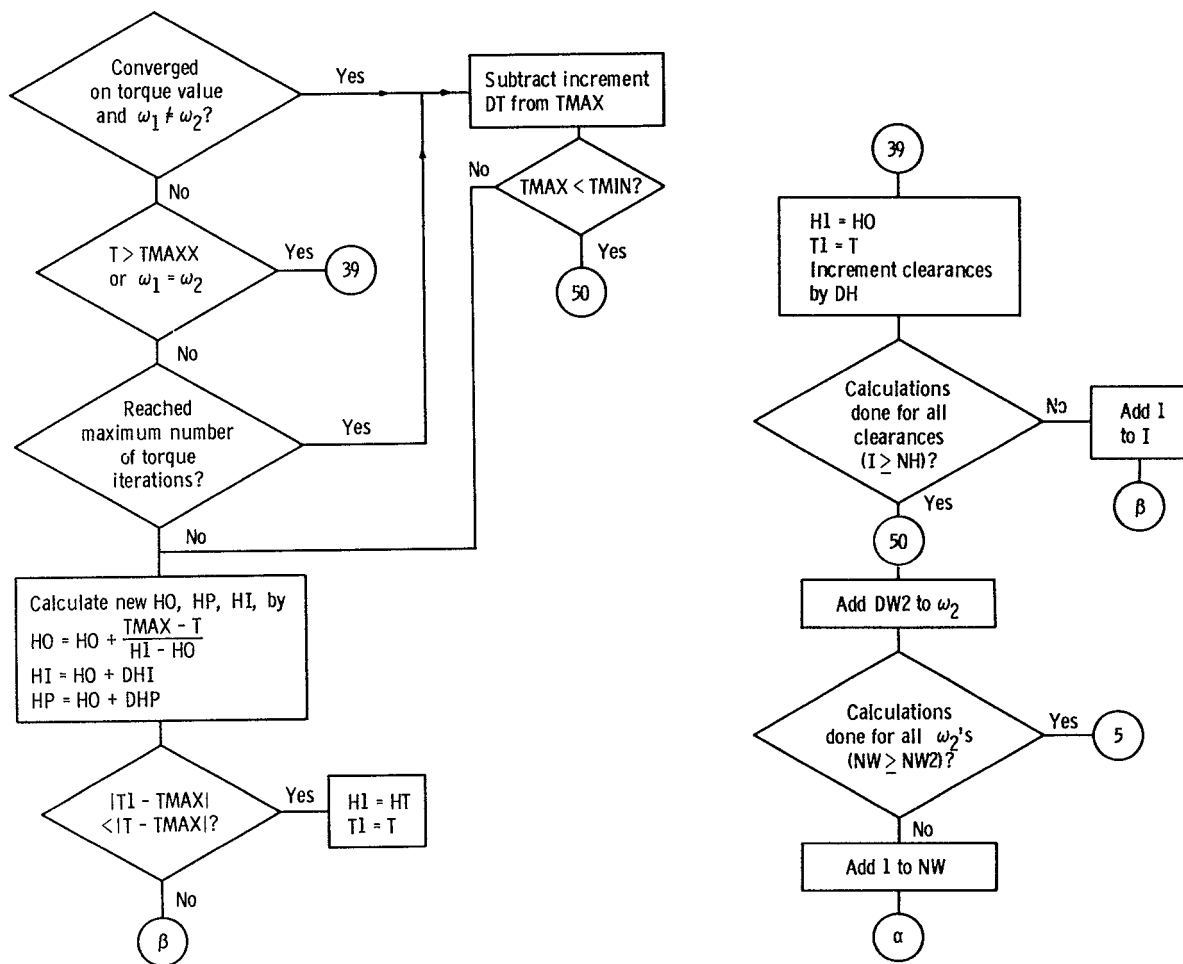 Converged
on torque value
and ω1 ≠ ω2?
Yes
No
T > TMAXX
or ω1 = ω2
Yes
39
No
Reached
maximum number
of torque
iterations?
Yes
No
Subtract increment
DT from TMAX
No
TMAX < TMIN?
Yes
50
Calculate new HO, HP, HI, by
HO = HO + TMAX - T / H1 - HO
HI = HO + DHI
HP = HO + DHP
|T1 - TMAX|
< |T - TMAX|?
Yes
H1 = HT
T1 = T
No
β
39
H1 = HO
T1 = T
Increment clearances
by DH
Calculations
done for all
clearances
(I ≥ NH)?
No
Add 1
to I
β
Yes
50
Add DW2 to ω2
Calculations
done for all ω2's
(NW ≥ NW2)?
Yes
5
No
Add 1 to NW
α